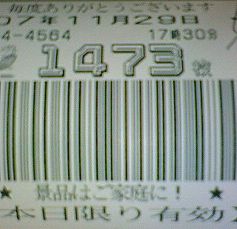 毎度ありがとうございます
07年11月29日
4-4564 17時30分
1473 枚
★ 景品はご家庭に! ★
本日限り有効】